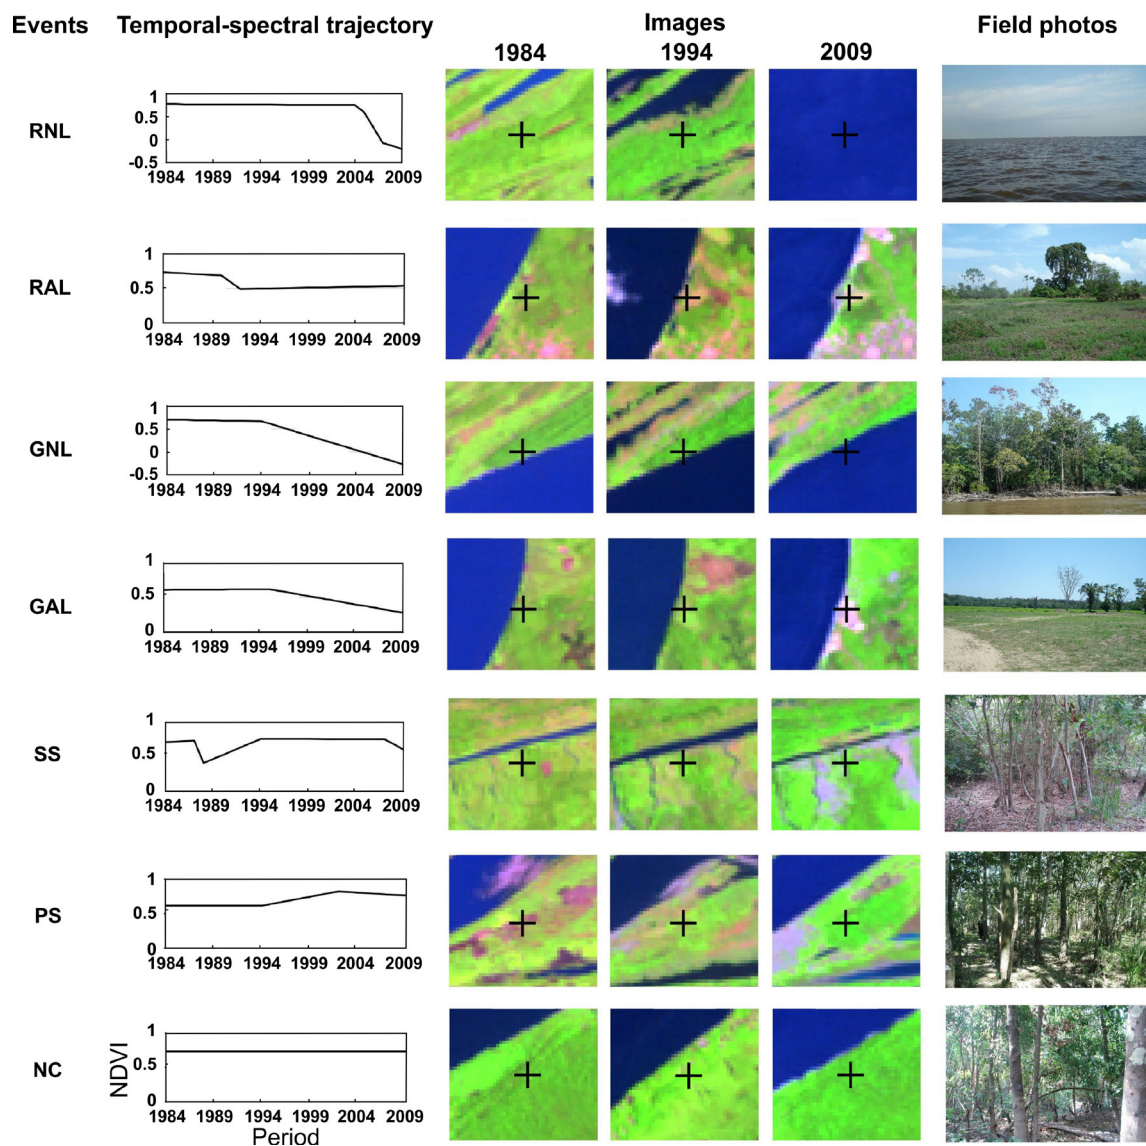 Events Temporal-spectral trajectory Images Field photos
1984 1994 2009
RNL
1
0.5
0
-0.5
1984 1989 1994 1999 2004 2009
RAL
1
0.5
0
1984 1989 1994 1999 2004 2009
GNL
1
0.5
0
-0.5
1984 1989 1994 1999 2004 2009
GAL
1
0.5
0
1984 1989 1994 1999 2004 2009
SS
1
0.5
0
1984 1989 1994 1999 2004 2009
PS
1
0.5
0
1984 1989 1994 1999 2004 2009
NC
NDVI
1
0.5
0
1984 1989 1994 1999 2004 2009
Period